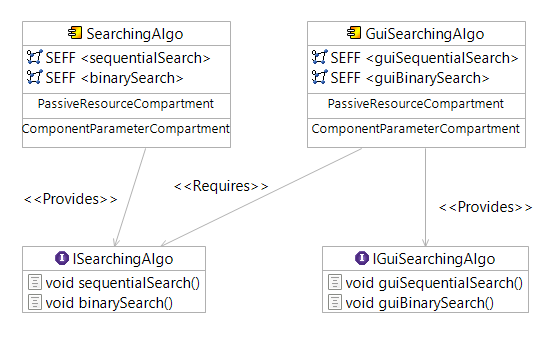 SearchingAlgo
SEFF <sequentialSearch>
SEFF <binarySearch>
PassiveResourceCompartment
ComponentParameterCompartment
GuiSearchingAlgo
SEFF <guiSequentialSearch>
SEFF <guiBinarySearch>
PassiveResourceCompartment
ComponentParameterCompartment
<<Provides>>
<<Requires>>
<<Provides>>
I ISearchingAlgo
void sequentialSearch()
void binarySearch()
I IGuiSearchingAlgo
void guiSequentialSearch()
void guiBinarySearch()